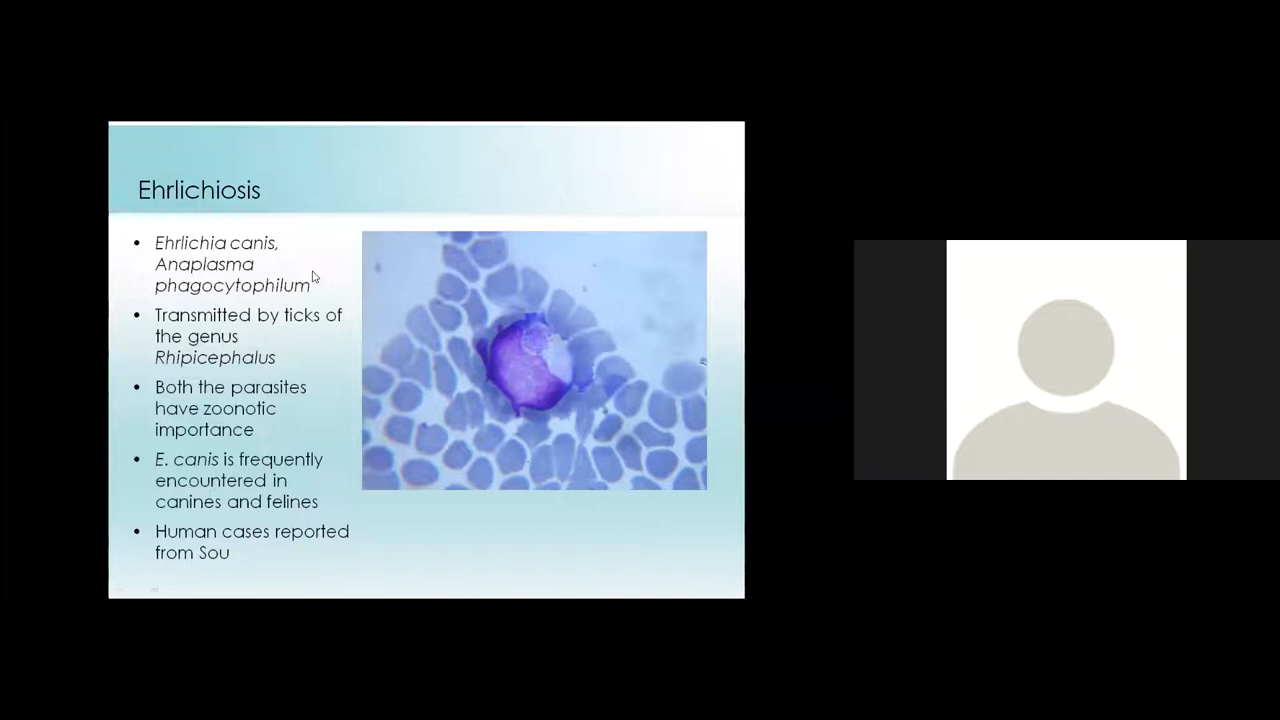 Ehrlichiosis
• Ehrlichia canis,
Anaplasma
phagocytophilum
• Transmitted by ticks of
the genus
Rhipicephalus
• Both the parasites
have zoonotic
importance
• E. canis is frequently
encountered in
canines and felines
• Human cases reported
from Sou